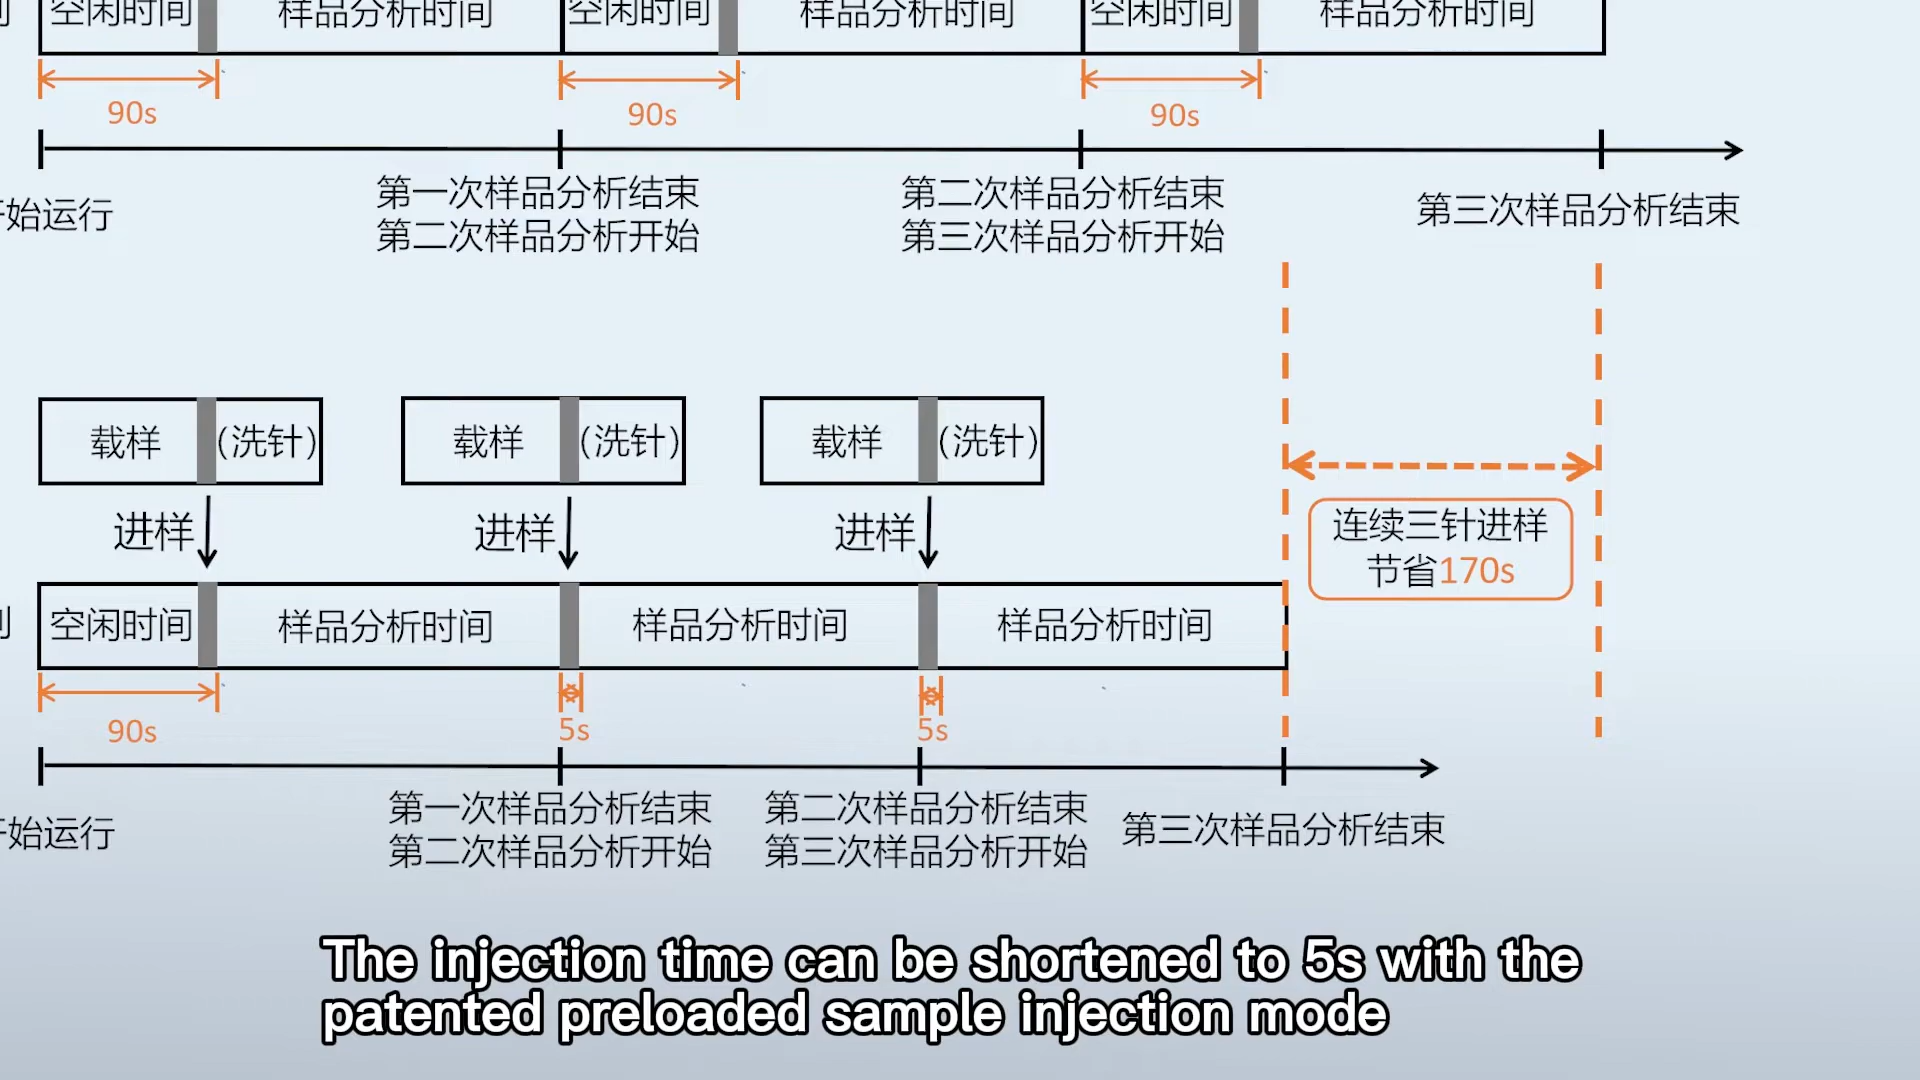 空闲时间 样品分析时间 空闲时间 样品分析时间 空闲时间 样品分析时间
90s 90s 90s
始运行
第一次样品分析结束
第二次样品分析开始
第二次样品分析结束
第三次样品分析开始
第三次样品分析结束
载样 (洗针) 载样 (洗针) 载样 (洗针)
进样 进样 进样
连续三针进样
节省170s
空闲时间 样品分析时间 样品分析时间 样品分析时间
90s 5s 5s
始运行
第一次样品分析结束
第二次样品分析开始
第二次样品分析结束
第三次样品分析开始
第三次样品分析结束
The injection time can be shortened to 5s with the
patented preloaded sample injection mode